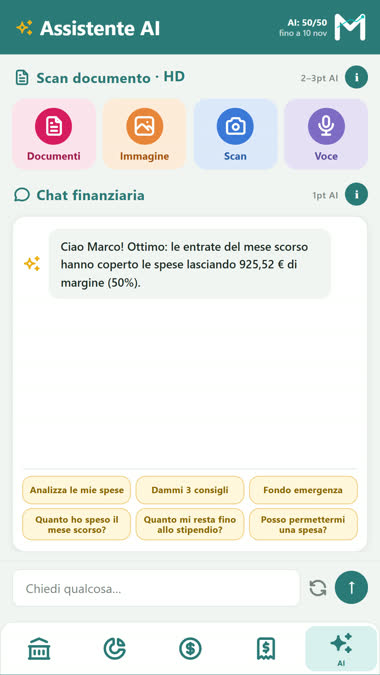 Assistente AI
AI: 50/50
fino a 10 nov
Scan documento · HD
2–3pt AI
i
Documenti
Immagine
Scan
Voce
Chat finanziaria
1pt AI
i
Ciao Marco! Ottimo: le entrate del mese scorso
hanno coperto le spese lasciando 925,52 € di
margine (50%).
Analizza le mie spese
Dammi 3 consigli
Fondo emergenza
Quanto ho speso il
mese scorso?
Quanto mi resta fino
allo stipendio?
Posso permettermi
una spesa?
Chiedi qualcosa...
AI